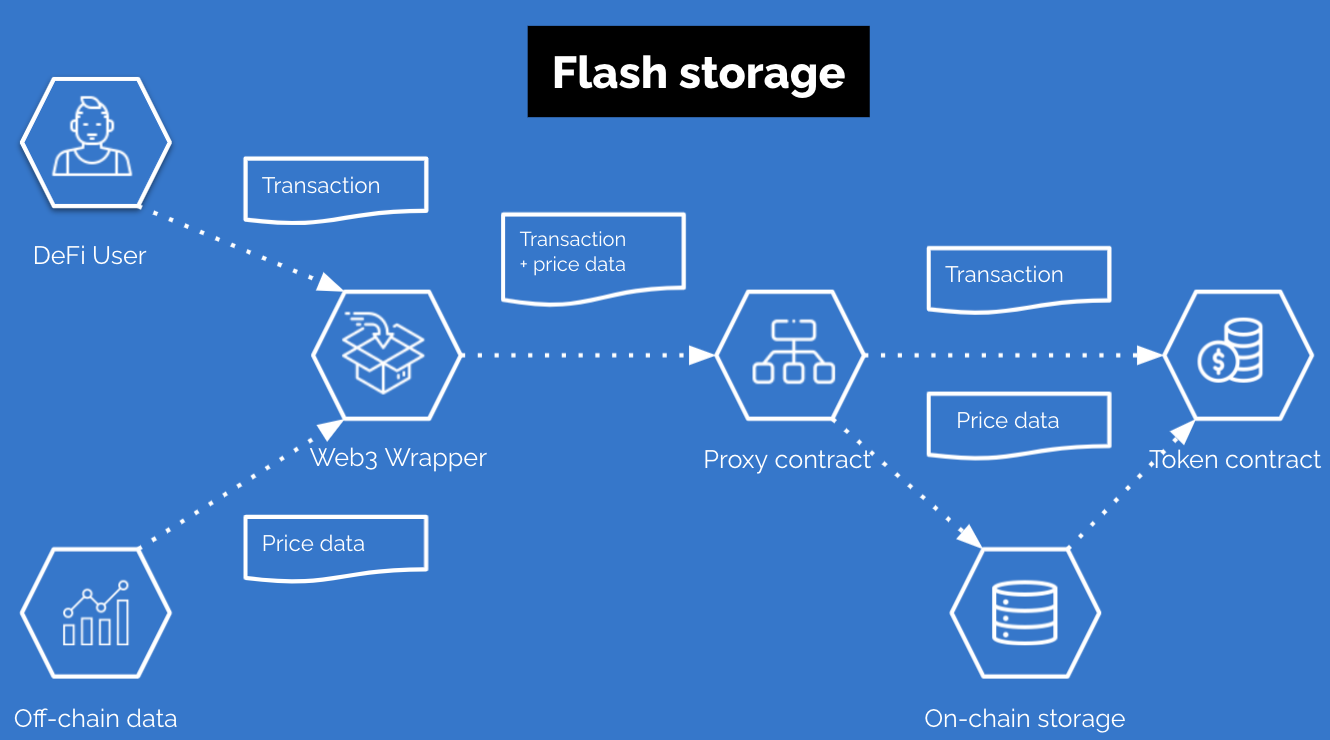 Flash storage
DeFi User
Transaction
Transaction
+ price data
Transaction
Price data
Web3 Wrapper
Proxy contract
Token contract
Price data
Off-chain data
On-chain storage
$